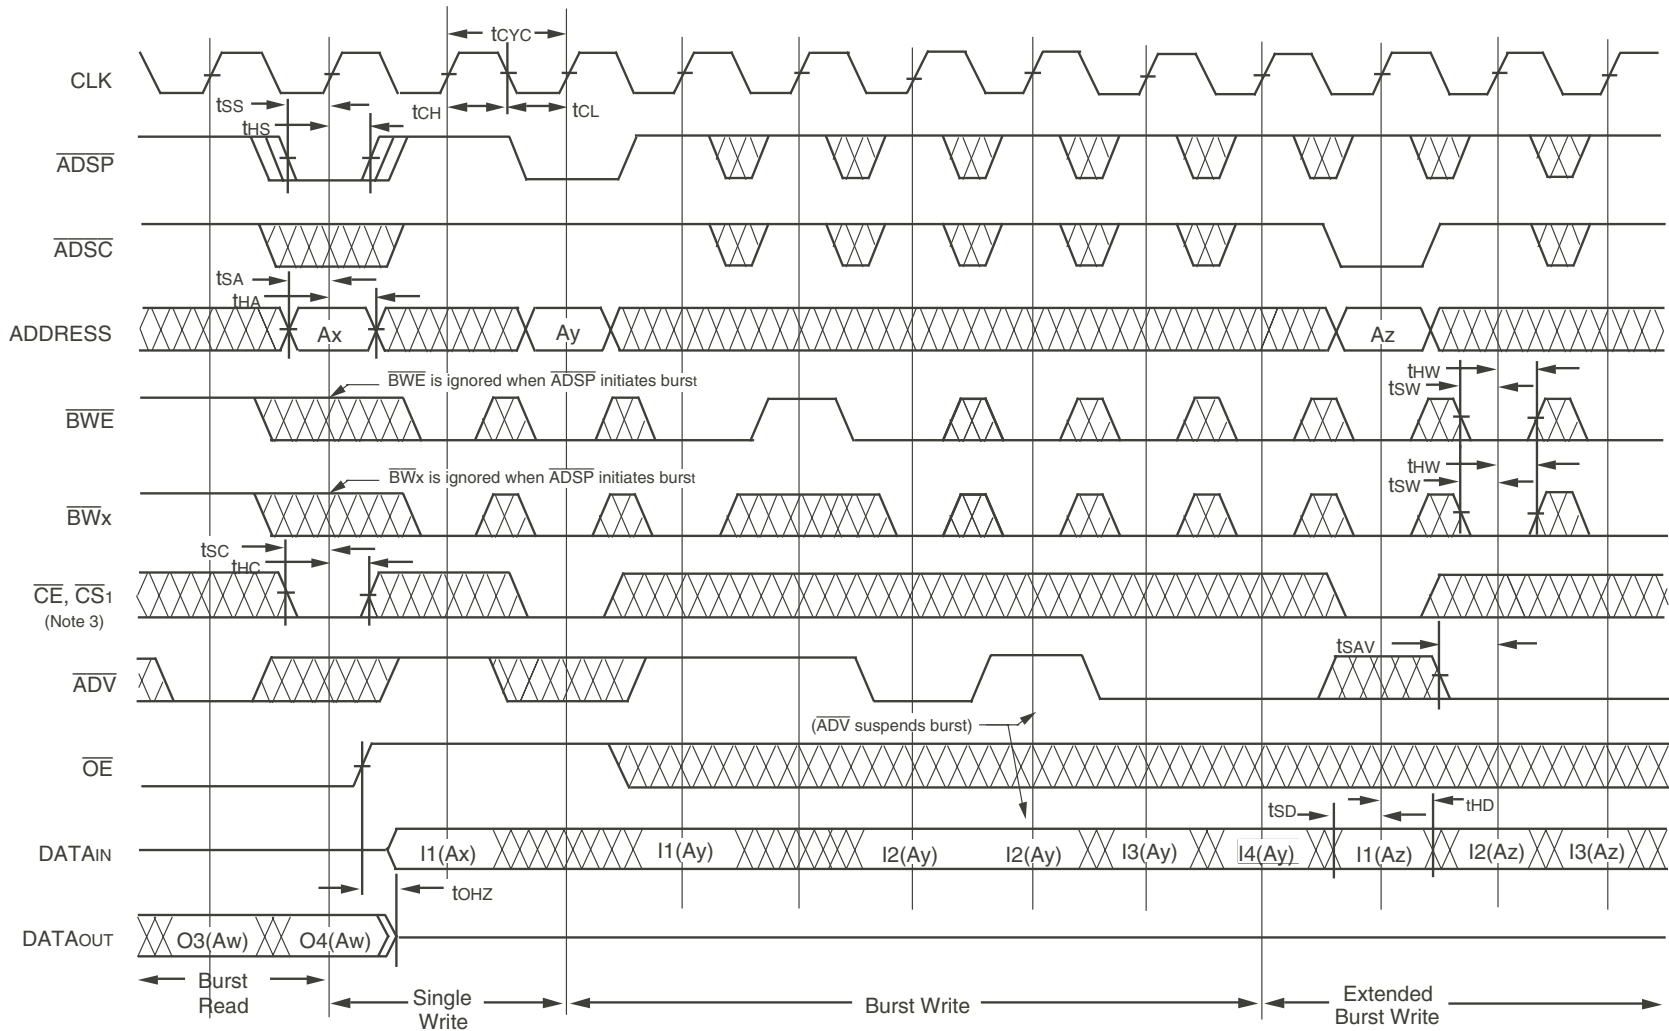 tCYC
CLK
tSS
tCH
tCL
tHS
ADSP
ADSC
tSA
tHA
ADDRESS
Ax
Ay
Az
BWE is ignored when ADSP initiates burst
tHW
tSW
BWE
BWx is ignored when ADSP initiates burst
tHW
tSW
BWx
tSC
tHC
CE, CS1
(Note 3)
tSAV
ADV
(ADV suspends burst)
OE
tSD
tHD
DATAIN
I1(Ax)
I1(Ay)
I2(Ay)
I2(Ay)
I3(Ay)
I4(Ay)
I1(Az)
I2(Az)
I3(Az)
tOHZ
DATAOUT
O3(Aw)
O4(Aw)
Burst
Read
Single
Write
Burst Write
Extended
Burst Write